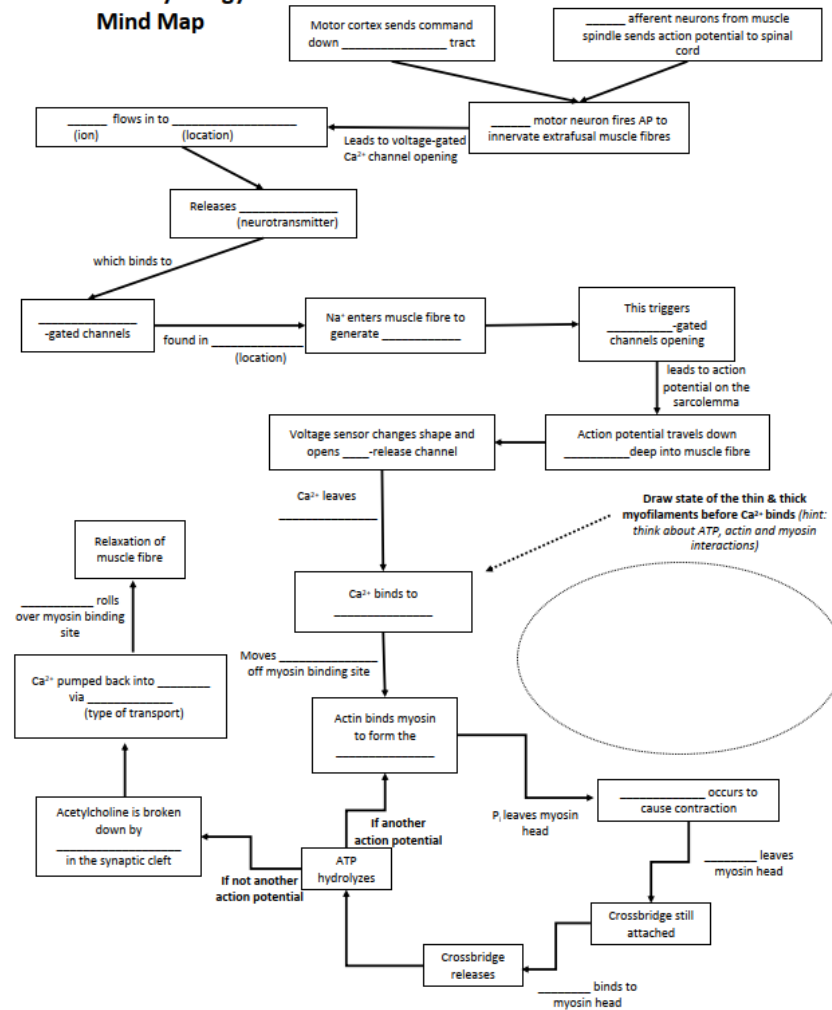 Mind Map
Motor cortex sends command
down ________________ tract
______ afferent neurons from muscle
spindle sends action potential to spinal
cord
______ flows in to ___________________
(ion) (location)
Leads to voltage-gated
Ca²⁺ channel opening
______ motor neuron fires AP to
innervate extrafusal muscle fibres
Releases _______________
(neurotransmitter)
which binds to
_______________
-gated channels
found in ______________
(location)
Na⁺ enters muscle fibre to
generate ____________
This triggers
__________-gated
channels opening
leads to action
potential on the
sarcolemma
Voltage sensor changes shape and
opens ____-release channel
Action potential travels down
__________deep into muscle fibre
Ca²⁺ leaves
_______________
Draw state of the thin & thick
myofilaments before Ca²⁺ binds (hint:
think about ATP, actin and myosin
interactions)
Relaxation of
muscle fibre
Ca²⁺ binds to
_______________
___________ rolls
over myosin binding
site
Moves _______________
off myosin binding site
Ca²⁺ pumped back into ________
via _____________
(type of transport)
Actin binds myosin
to form the
_______________
Pᵢ leaves myosin
head
_____________ occurs to
cause contraction
Acetylcholine is broken
down by
____________________
in the synaptic cleft
If another
action potential
ATP
hydrolyzes
If not another
action potential
________ leaves
myosin head
Crossbridge still
attached
Crossbridge
releases
________ binds to
myosin head